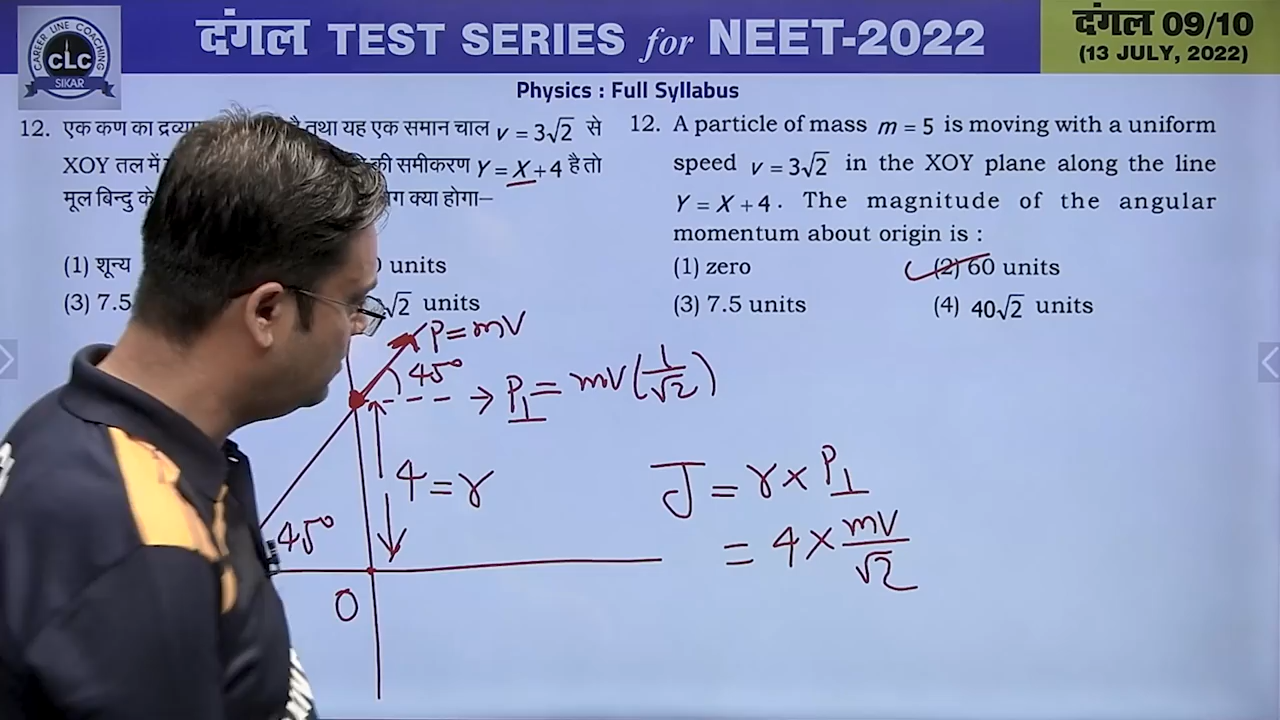 दंगल TEST SERIES for NEET-2022
दंगल 09/10
(13 JULY, 2022)
CAREER LINE COACHING
CLC
SIKAR
Physics : Full Syllabus
12. एक कण का द्रव्यमा तथा यह एक समान चाल v = 3√2 से
XOY तल में की समीकरण Y = X + 4 है तो
मूल बिन्दु के क्या होगा–
(1) शून्य units
(3) 7.5 √2 units
12. A particle of mass m = 5 is moving with a uniform
speed v = 3√2 in the XOY plane along the line
Y = X + 4. The magnitude of the angular
momentum about origin is :
(1) zero (2) 60 units
(3) 7.5 units (4) 40√2 units
P = mV
45°
P⊥ = mV(1/√2)
4 = r
45°
O
J = r × P⊥
= 4 × mV/√2